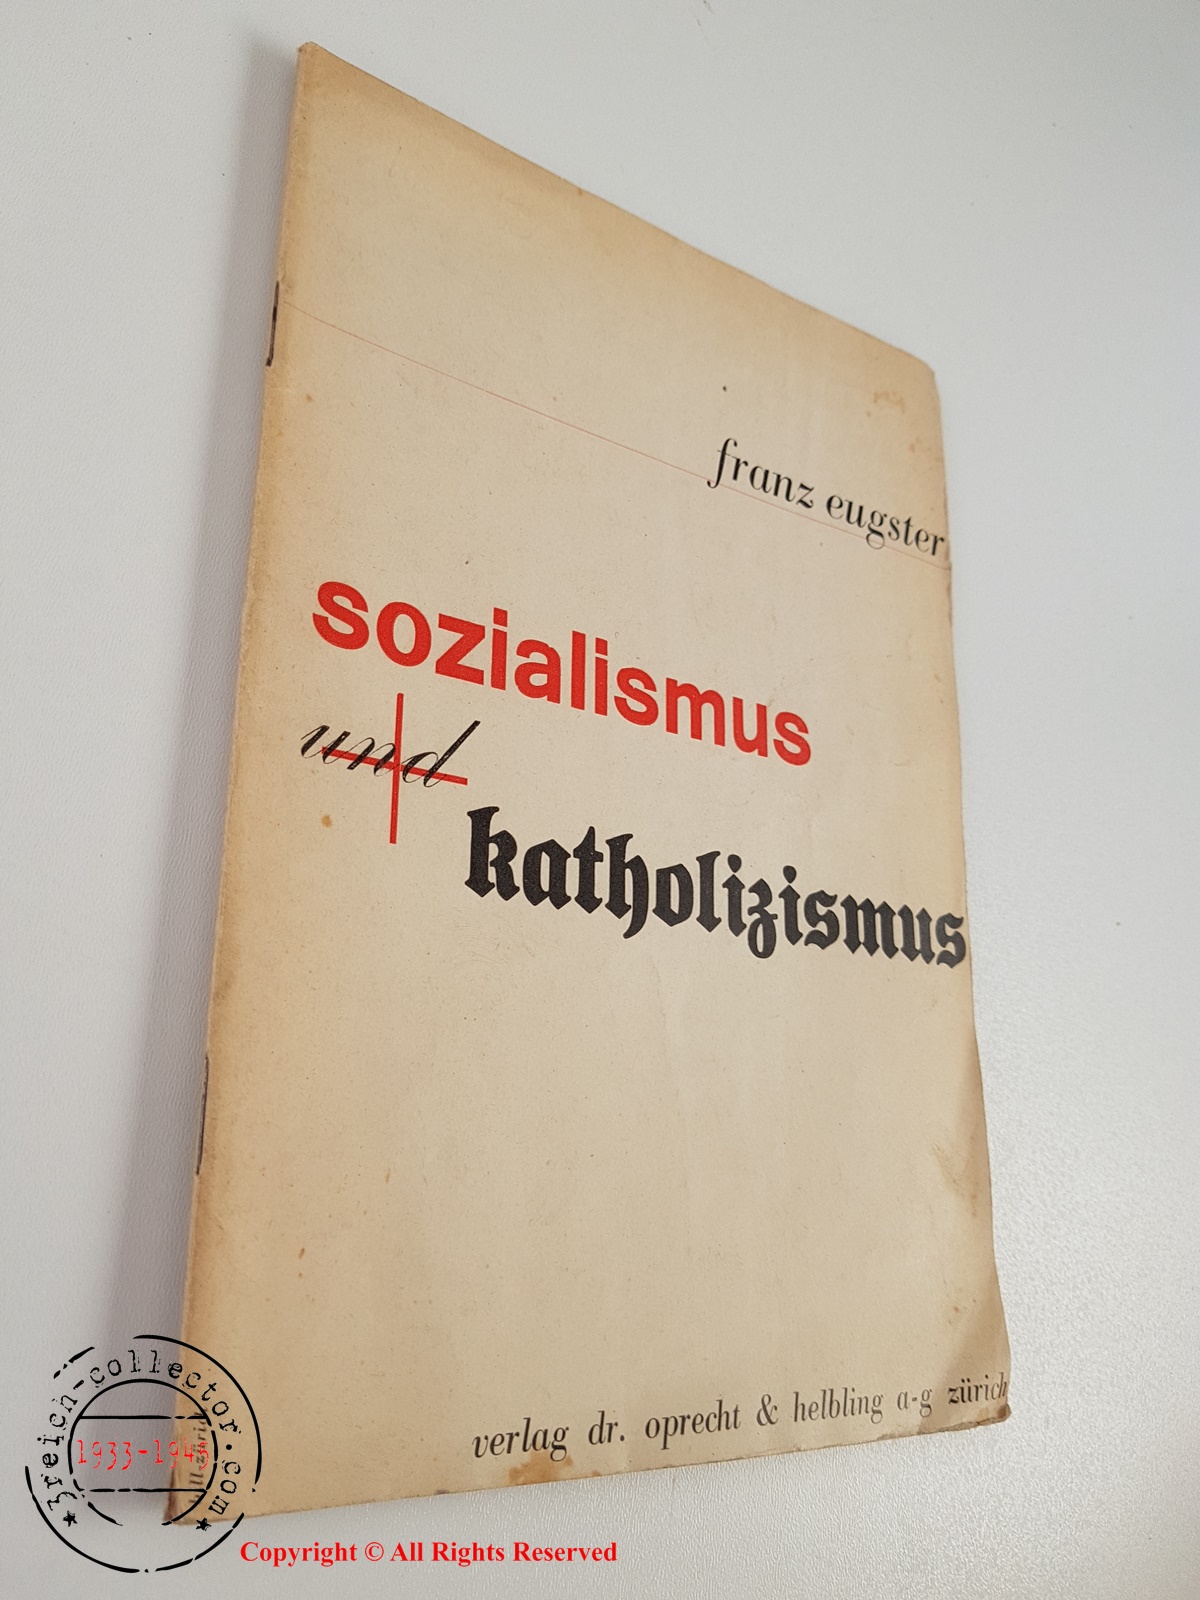 franz eugster
sozialismus
und
katholizismus
verlag dr. oprecht & helbling a-g zürich
3reich-collector.com
1933-1945
Copyright © All Rights Reserved